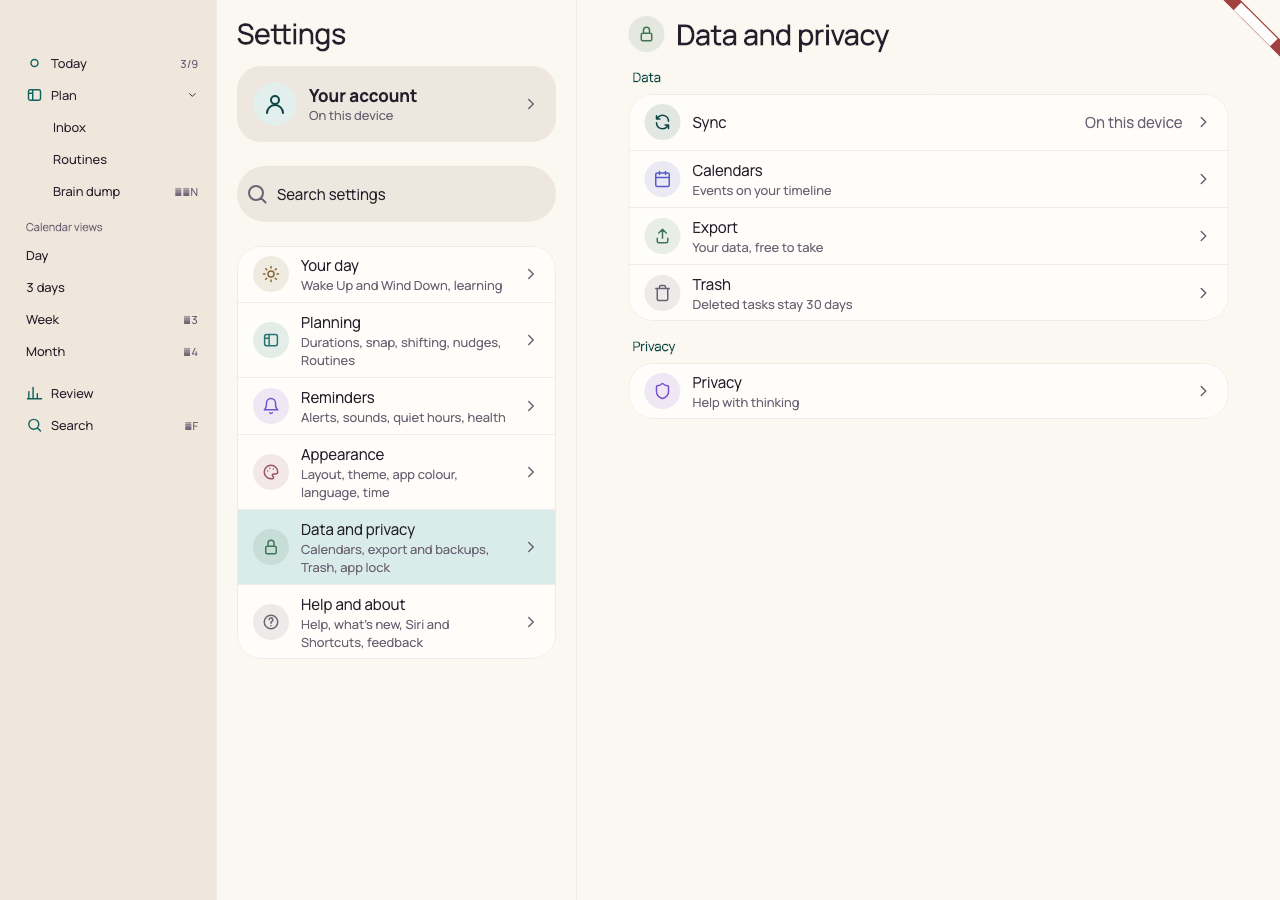 Today 3/9
Plan
Inbox
Routines
Brain dump N
Calendar views
Day
3 days
Week 3
Month 4
Review
Search F
Settings
Your account
On this device
Search settings
Your day
Wake Up and Wind Down, learning
Planning
Durations, snap, shifting, nudges,
Routines
Reminders
Alerts, sounds, quiet hours, health
Appearance
Layout, theme, app colour,
language, time
Data and privacy
Calendars, export and backups,
Trash, app lock
Help and about
Help, what's new, Siri and
Shortcuts, feedback
Data and privacy
Data
Sync On this device
Calendars
Events on your timeline
Export
Your data, free to take
Trash
Deleted tasks stay 30 days
Privacy
Privacy
Help with thinking